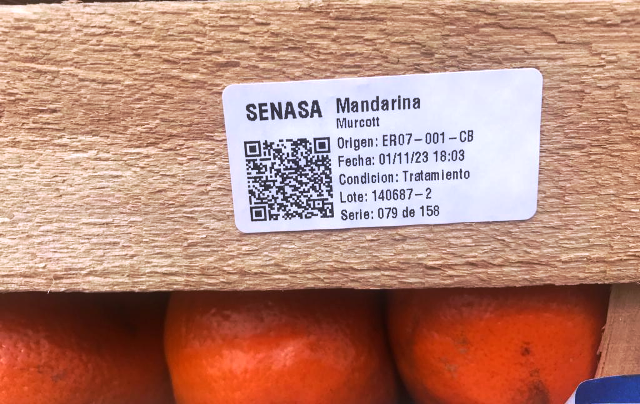 SENASA Mandarina
Murcott
Origen: ER07-001-CB
Fecha: 01/11/23 18:03
Condicion: Tratamiento
Lote: 140687-2
Serie: 079 de 158